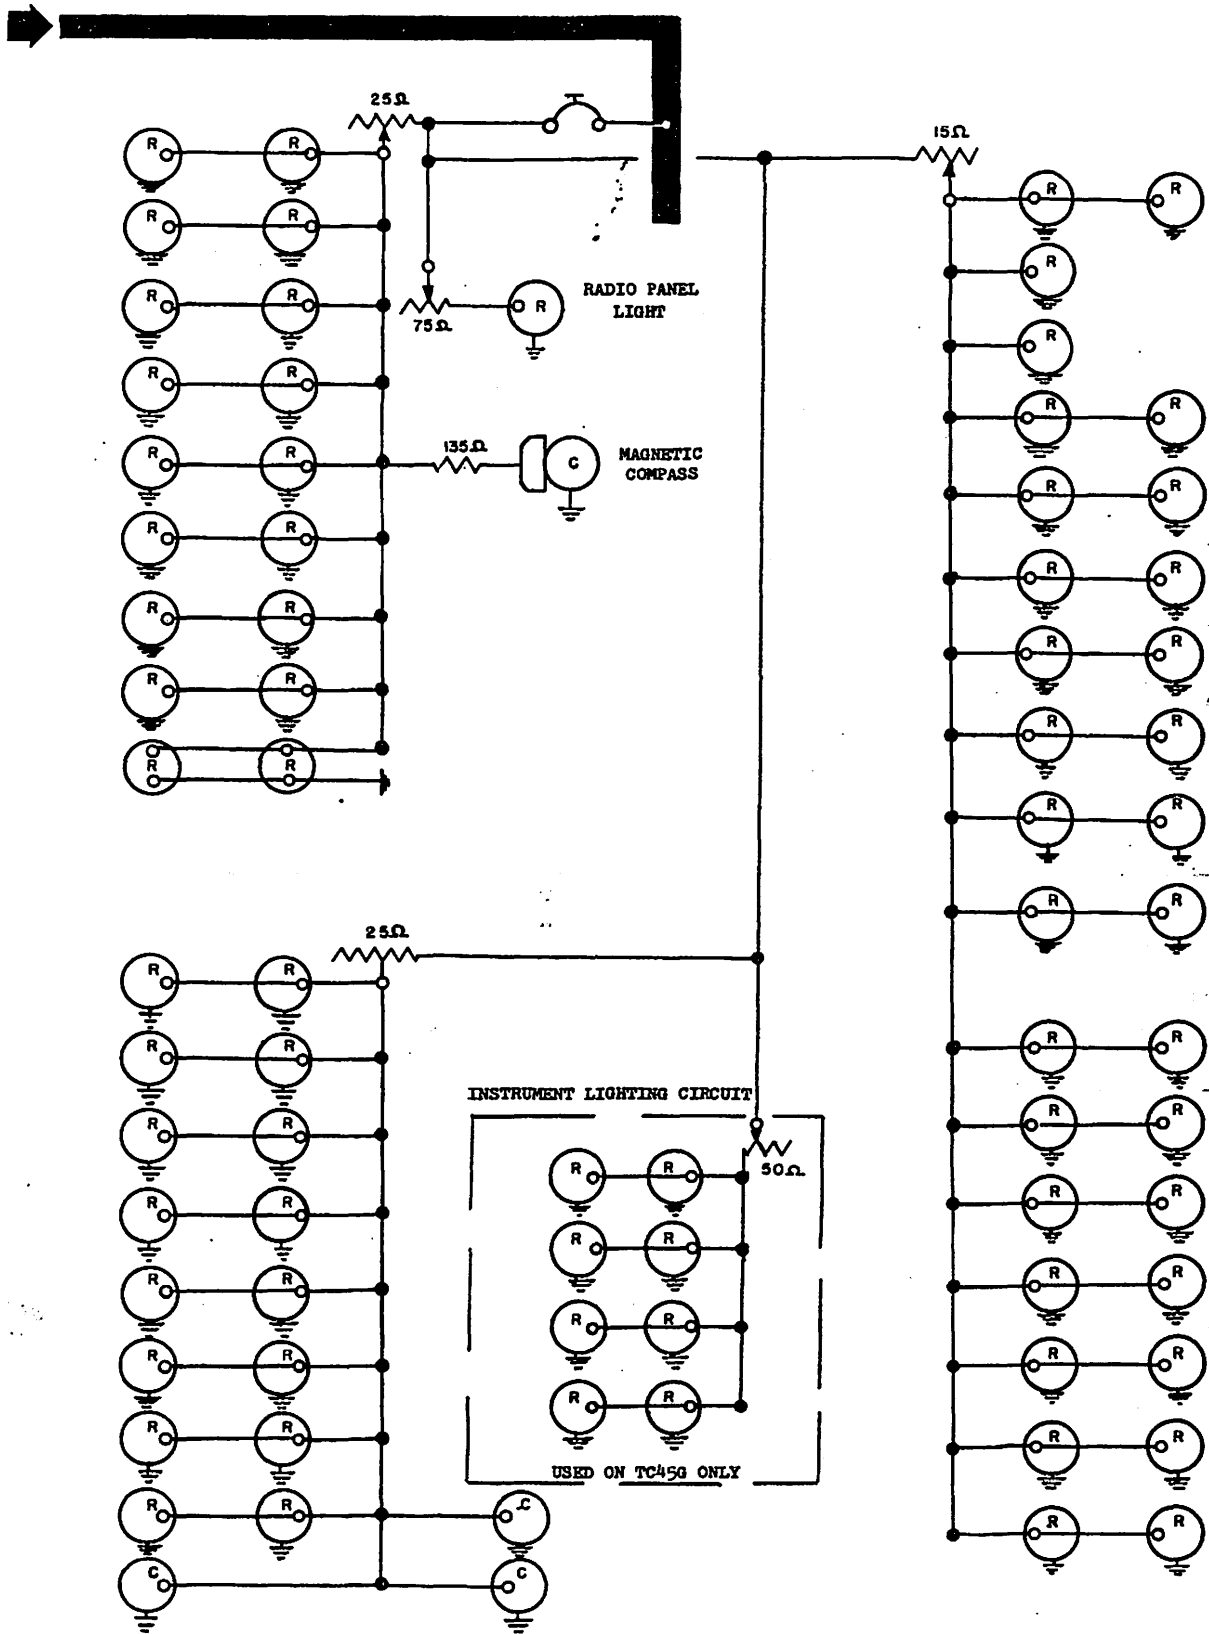 25Ω
15Ω
R R
R R
R R
R
R R R RADIO PANEL
LIGHT
75Ω
R
R R
R R
135Ω
R R C MAGNETIC
COMPASS
R R
R R
R R
R R
R R
R R
R R
R R
R R
R R
25Ω
R R
R R
R R
INSTRUMENT LIGHTING CIRCUIT
R R
R R
R R 50Ω
R R
R R
R R
R R
R R
R R
R R
R R
R R
R R
R R
USED ON TC45G ONLY
R R C
R R
C C